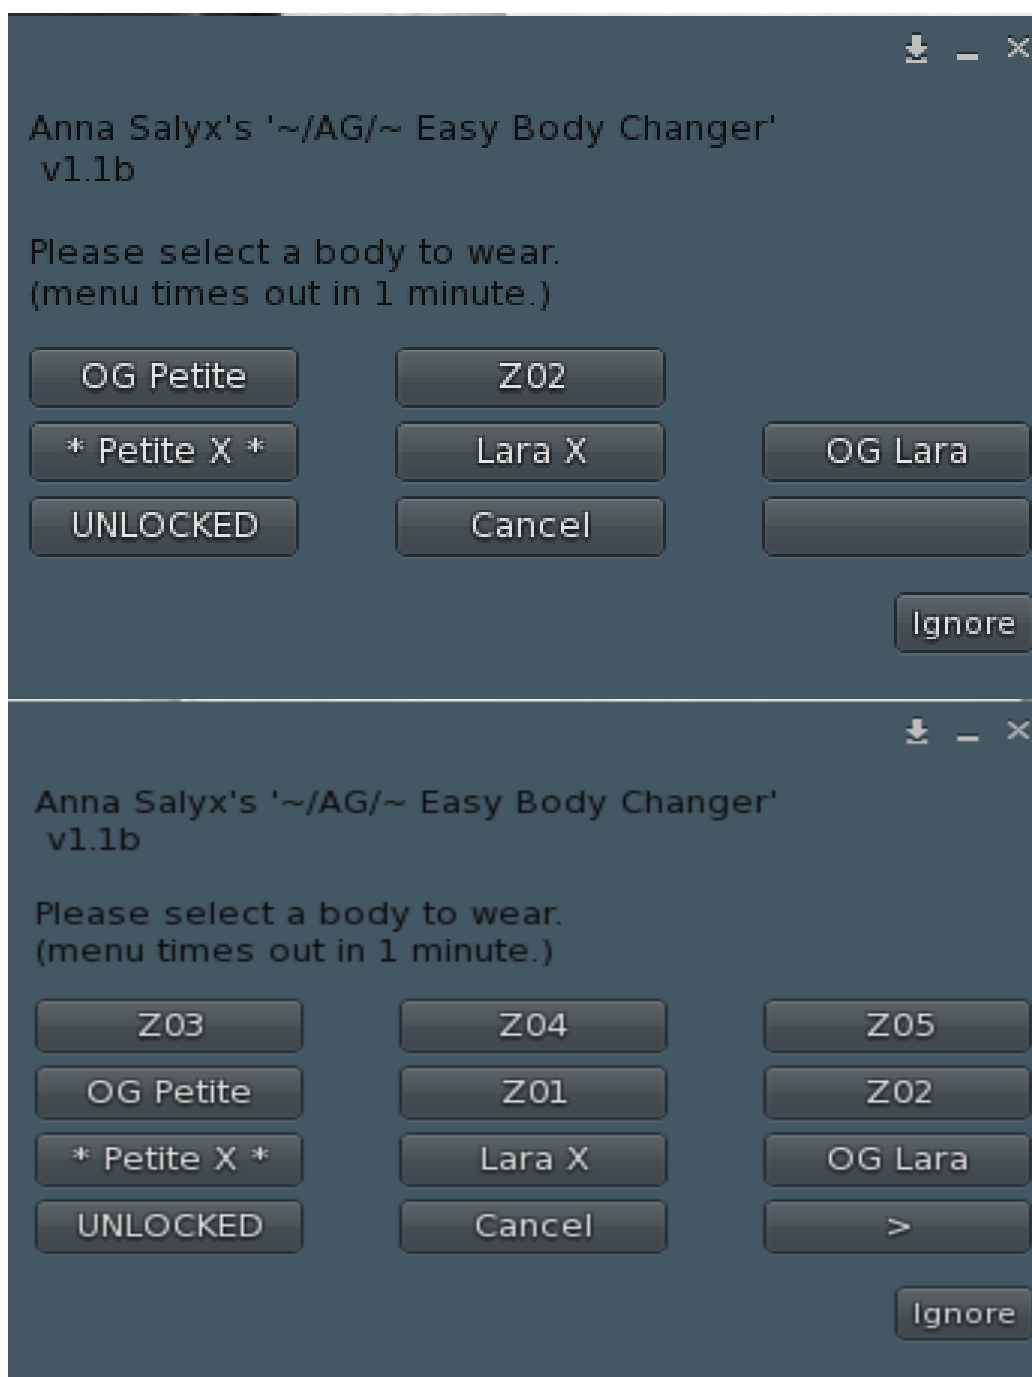 Anna Salyx's '~/AG/~ Easy Body Changer'
v1.1b
Please select a body to wear.
(menu times out in 1 minute.)
OG Petite Z02
* Petite X * Lara X OG Lara
UNLOCKED Cancel
Ignore
Anna Salyx's '~/AG/~ Easy Body Changer'
v1.1b
Please select a body to wear.
(menu times out in 1 minute.)
Z03 Z04 Z05
OG Petite Z01 Z02
* Petite X * Lara X OG Lara
UNLOCKED Cancel >
Ignore